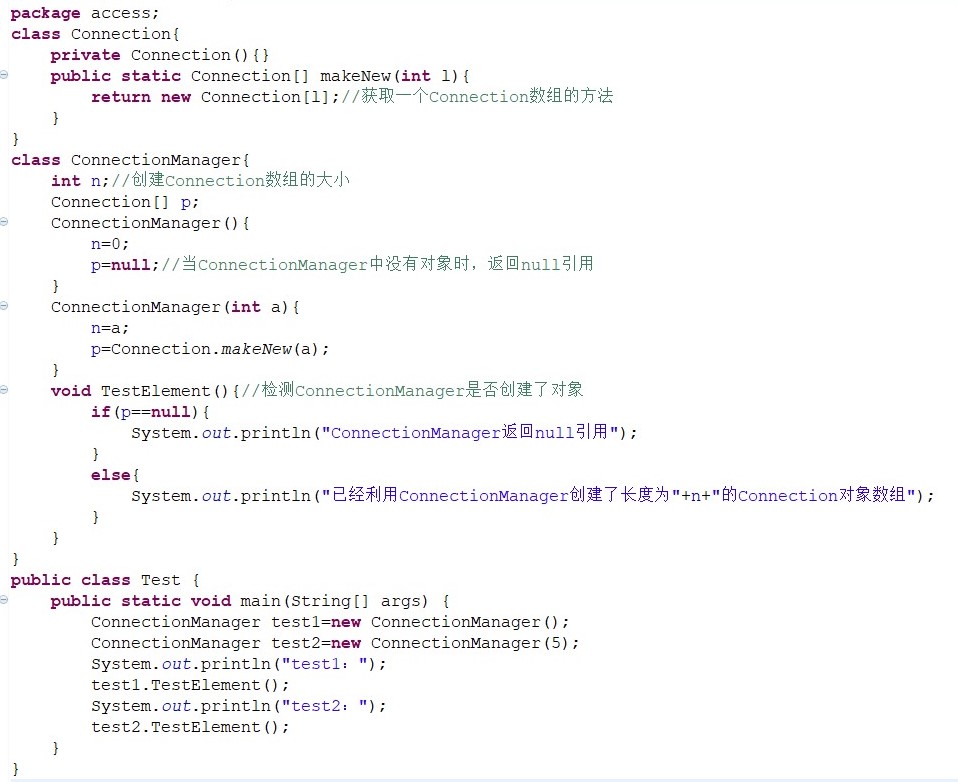 package access;
class Connection{
    private Connection(){}
    public static Connection[] makeNew(int l){
        return new Connection[l];//获取一个Connection数组的方法
    }
}
class ConnectionManager{
    int n;//创建Connection数组的大小
    Connection[] p;
    ConnectionManager(){
        n=0;
        p=null;//当ConnectionManager中没有对象时，返回null引用
    }
    ConnectionManager(int a){
        n=a;
        p=Connection.makeNew(a);
    }
    void TestElement(){//检测ConnectionManager是否创建了对象
        if(p==null){
            System.out.println("ConnectionManager返回null引用");
        }
        else{
            System.out.println("已经利用ConnectionManager创建了长度为"+n+"的Connection对象数组");
        }
    }
}
public class Test {
    public static void main(String[] args) {
        ConnectionManager test1=new ConnectionManager();
        ConnectionManager test2=new ConnectionManager(5);
        System.out.println("test1：");
        test1.TestElement();
        System.out.println("test2：");
        test2.TestElement();
    }
}